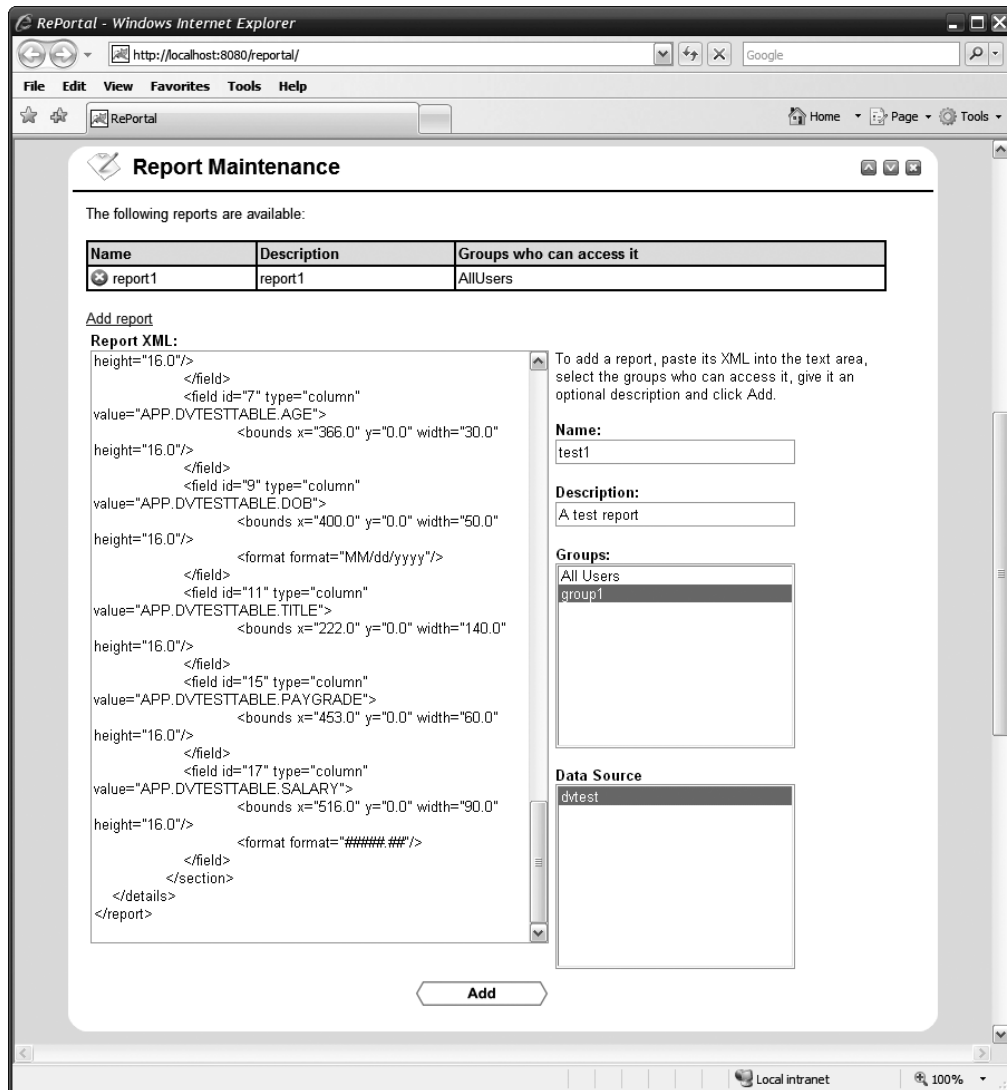 RePortal - Windows Internet Explorer
http://localhost:8080/reportal/
Google
File Edit View Favorites Tools Help
RePortal
Home Page Tools
Report Maintenance
The following reports are available:
Name Description Groups who can access it
report1 report1 AllUsers
Add report
Report XML:
height="16.0"/>
</field>
<field id="7" type="column"
value="APP.DVTESTTABLE.AGE">
<bounds x="366.0" y="0.0" width="30.0"
height="16.0"/>
</field>
<field id="9" type="column"
value="APP.DVTESTTABLE.DOB">
<bounds x="400.0" y="0.0" width="50.0"
height="16.0"/>
<format format="MM/dd/yyyy"/>
</field>
<field id="11" type="column"
value="APP.DVTESTTABLE.TITLE">
<bounds x="222.0" y="0.0" width="140.0"
height="16.0"/>
</field>
<field id="15" type="column"
value="APP.DVTESTTABLE.PAYGRADE">
<bounds x="453.0" y="0.0" width="60.0"
height="16.0"/>
</field>
<field id="17" type="column"
value="APP.DVTESTTABLE.SALARY">
<bounds x="516.0" y="0.0" width="90.0"
height="16.0"/>
<format format="#####.##"/>
</field>
</section>
</details>
</report>
To add a report, paste its XML into the text area,
select the groups who can access it, give it an
optional description and click Add.
Name:
test1
Description:
A test report
Groups:
All Users
group1
Data Source
dvtest
Add
Local intranet
100%